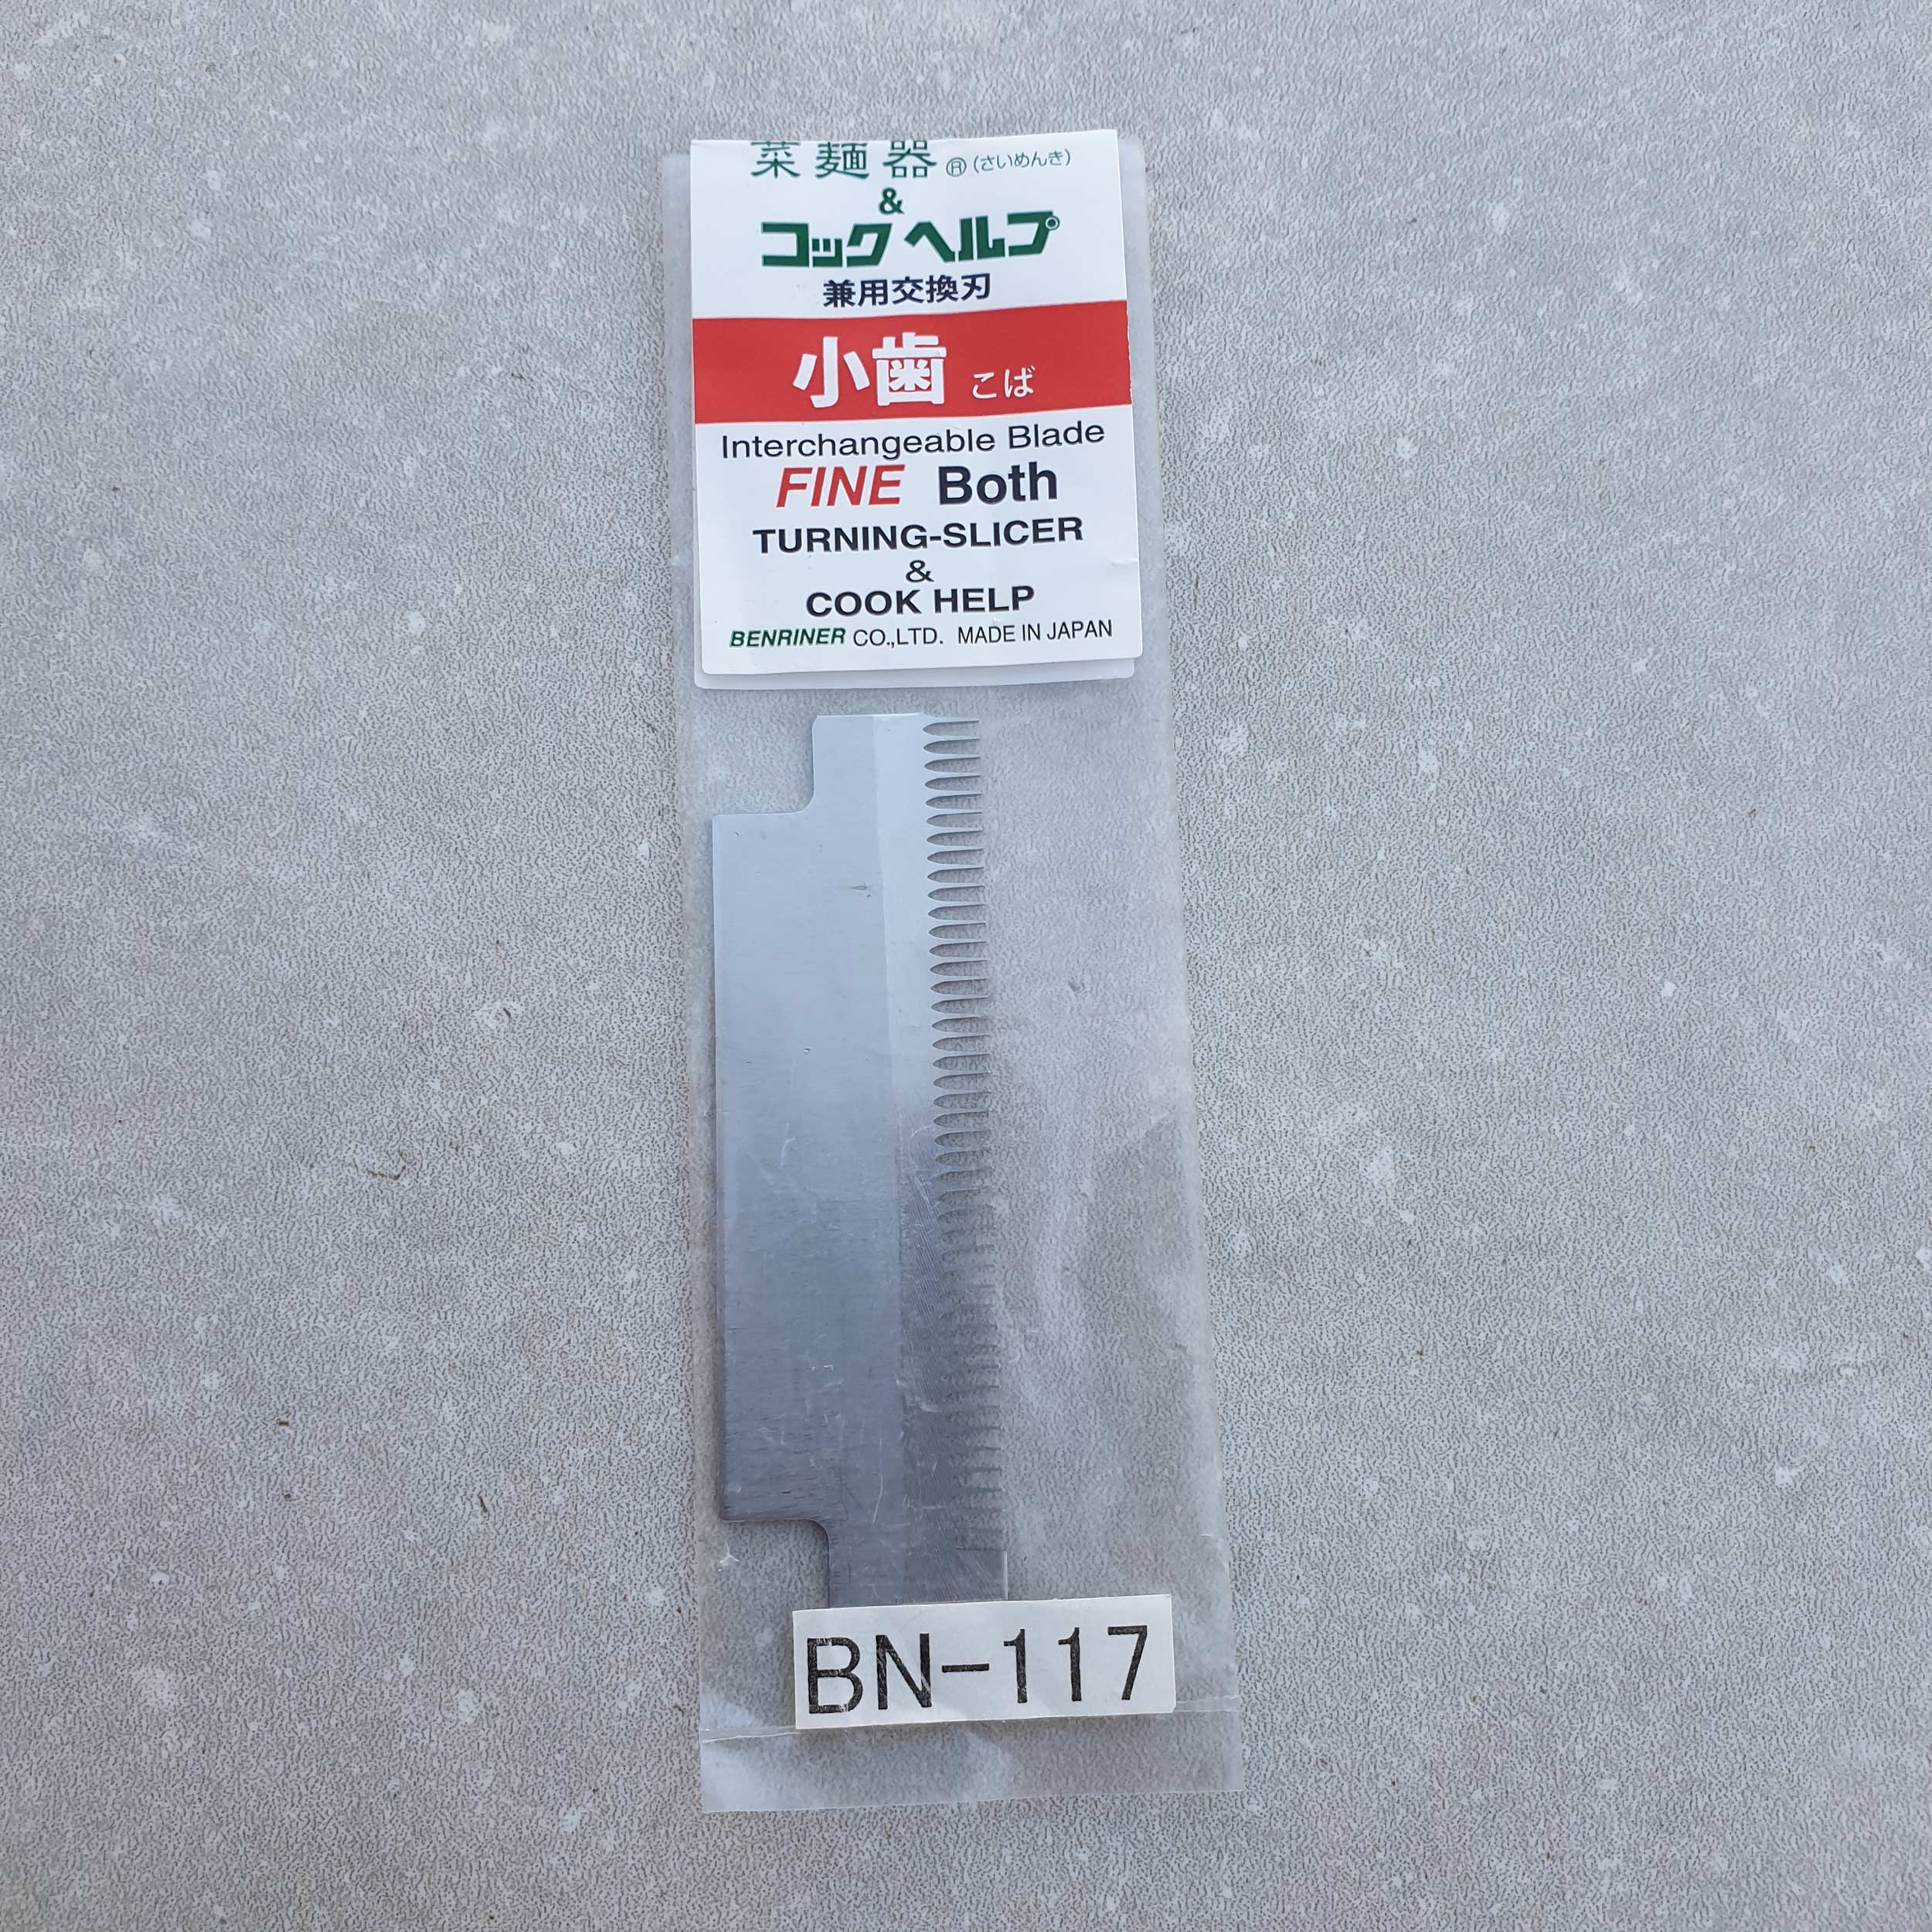 菜麺器 ® (さいめんき)
&
コックヘルプ
兼用交換刃
小歯 こば
Interchangeable Blade
FINE Both
TURNING-SLICER
&
COOK HELP
BENRINER CO.,LTD. MADE IN JAPAN
BN-117